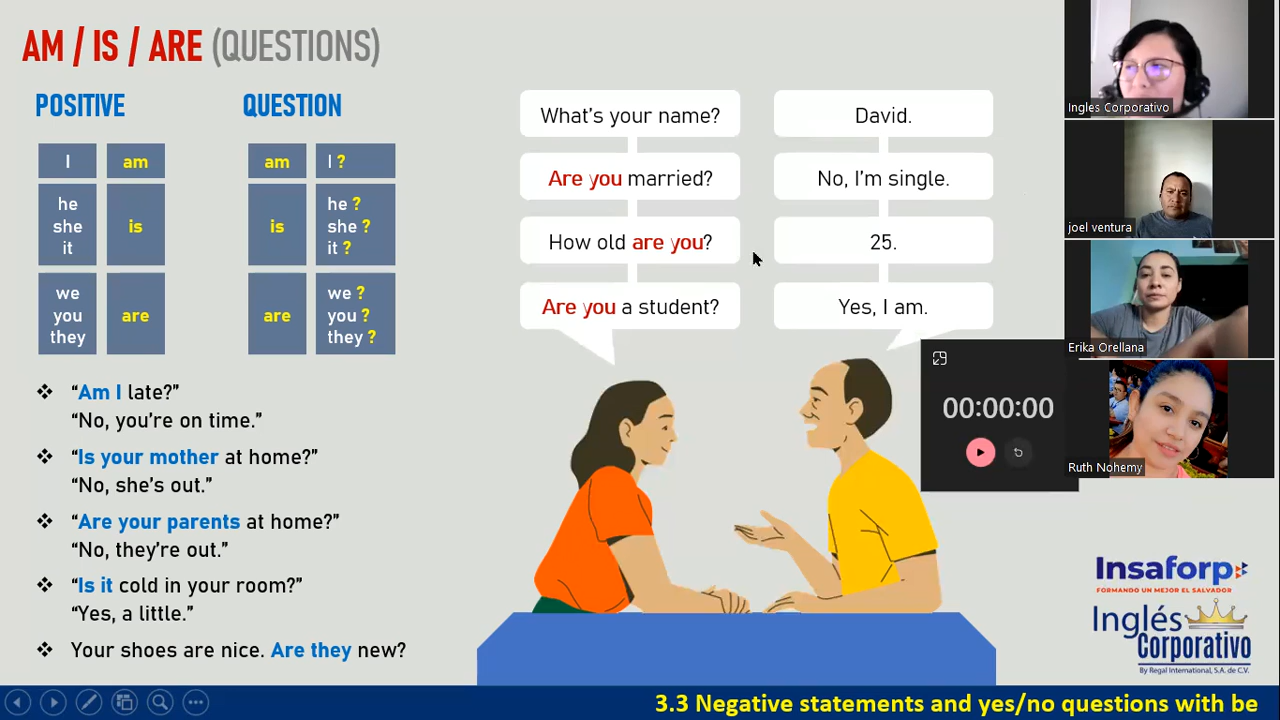 AM / IS / ARE (QUESTIONS)
POSITIVE
QUESTION
I
am
am
I ?
he
she
it
is
is
he ?
she ?
it ?
we
you
they
are
are
we ?
you ?
they ?
“Am I late?”
“No, you’re on time.”
“Is your mother at home?”
“No, she’s out.”
“Are your parents at home?”
“No, they’re out.”
“Is it cold in your room?”
“Yes, a little.”
Your shoes are nice. Are they new?
What’s your name?
David.
Are you married?
No, I’m single.
How old are you?
25.
Are you a student?
Yes, I am.
00:00:00
Ingles Corporativo
joel ventura
Erika Orellana
Ruth Nohemy
Insaforp
FORMANDO UN MEJOR EL SALVADOR
Inglés
Corporativo
By Regal International, S.A. de C.V.
3.3 Negative statements and yes/no questions with be